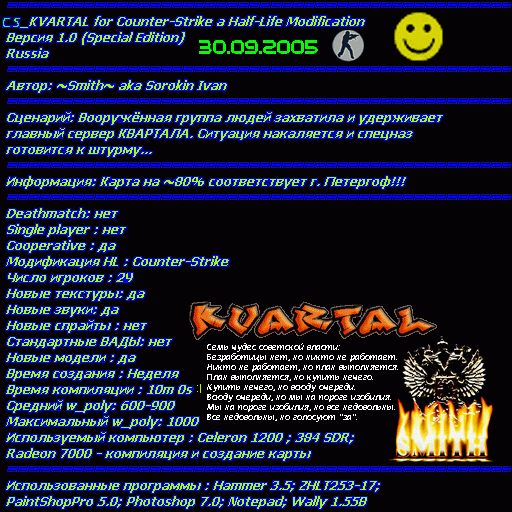 CS_KVARTAL for Counter-Strike a Half-Life Modification
Версия 1.0 (Special Edition)
30.09.2005
Russia
Автор: ~Smith~ aka Sorokin Ivan
Сценарий: Вооружённая группа людей захватила и удерживает
главный сервер КВАРТАЛА. Ситуация накаляется и спецназ
готовится к штурму...
Информация: Карта на ~80% соответствует г. Петергоф!!!
Deathmatch: нет
Single player : нет
Cooperative : да
Модификация HL : Counter-Strike
Число игроков : 24
Новые текстуры: да
Новые звуки: да
Новые спрайты : нет
Стандартные ВАДы: нет
Новые модели : да
Время создания : Неделя
Время компиляции : 10m 0s :|
Средний w_poly: 600-900
Максимальный w_poly: 1000
Используемый компьютер : Celeron 1200 ; 384 SDR;
Radeon 7000 - компиляция и создание карты
KVARTAL
Семь чудес советской власти:
Безработицы нет, но никто не работает.
Никто не работает, но план выполняется.
План выполняется, но купить нечего.
Купить нечего, но всюду очереди.
Всюду очереди, но мы на пороге изобилия.
Мы на пороге изобилия, но все недовольны.
Все недовольны, но голосуют "за".
SMITH
Использованные программы : Hammer 3.5; ZHLT253-17;
PaintShopPro 5.0; Photoshop 7.0; Notepad; Wally 1.55B